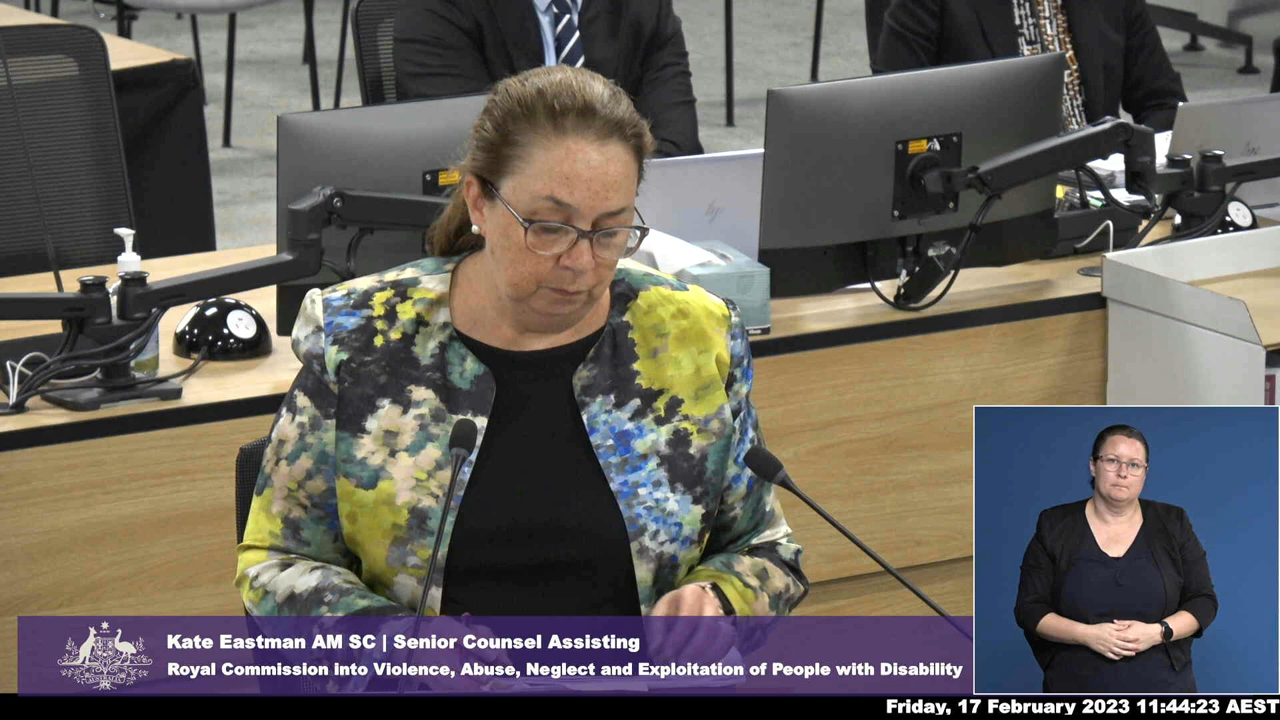 Kate Eastman AM SC | Senior Counsel Assisting
Royal Commission into Violence, Abuse, Neglect and Exploitation of People with Disability
Friday, 17 February 2023 11:44:23 AEST
hp